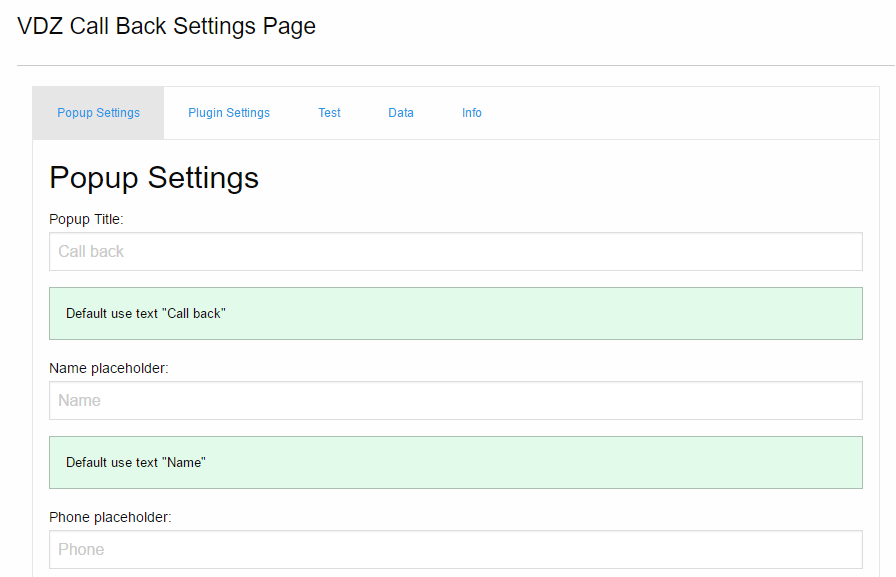 VDZ Call Back Settings Page
Popup Settings Plugin Settings Test Data Info
Popup Settings
Popup Title:
Call back
Default use text "Call back"
Name placeholder:
Name
Default use text "Name"
Phone placeholder:
Phone